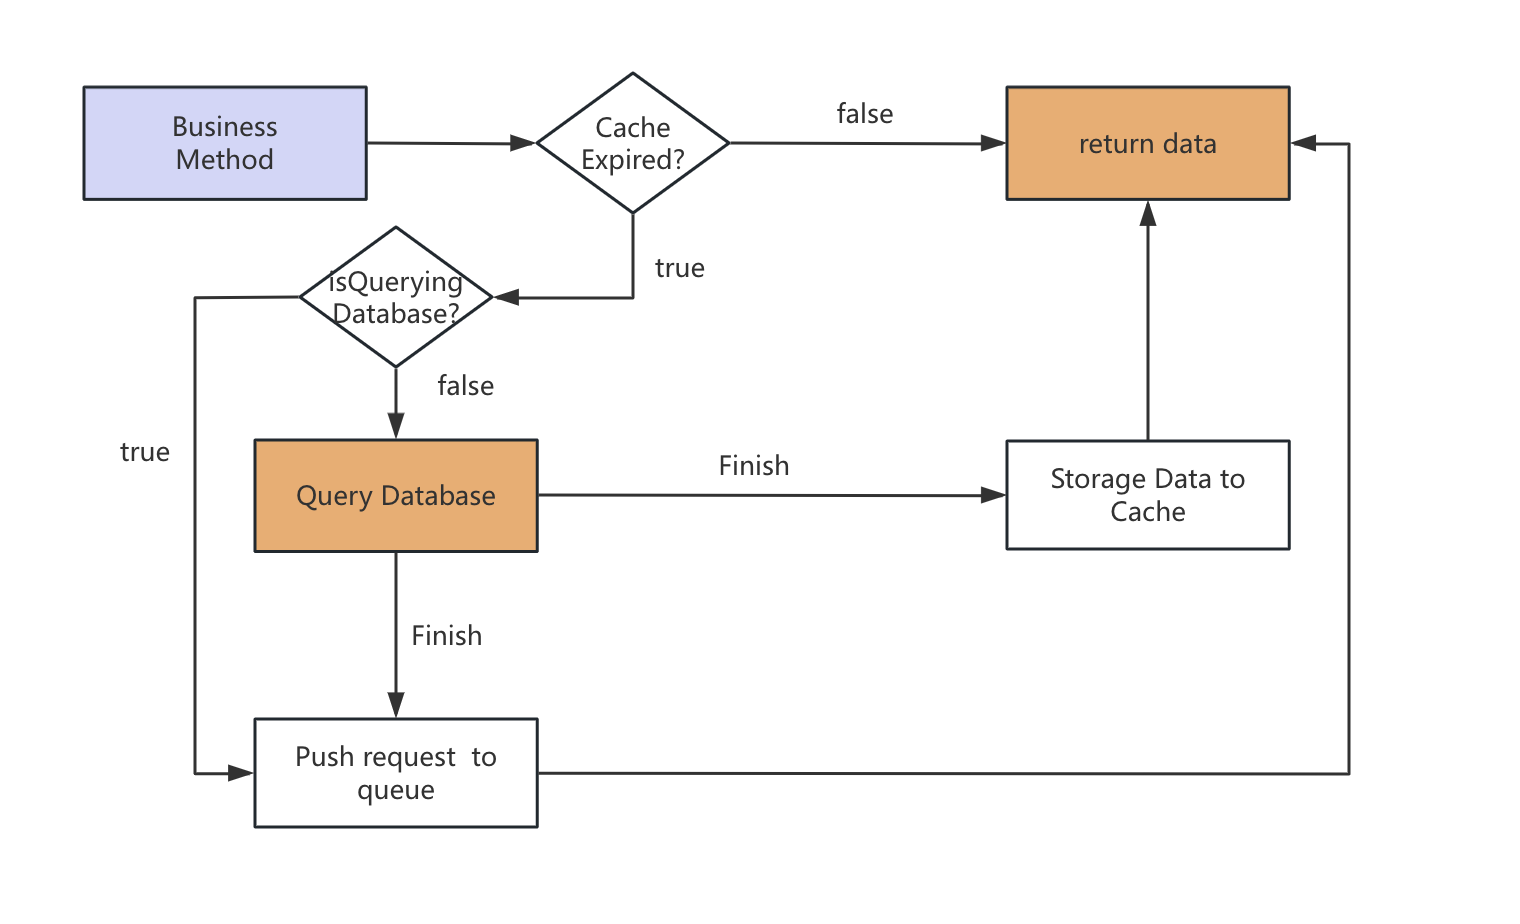 Business
Method
Cache
Expired?
false
return data
true
isQuerying
Database?
false
true
Query Database
Finish
Storage Data to
Cache
Finish
Push request  to
queue